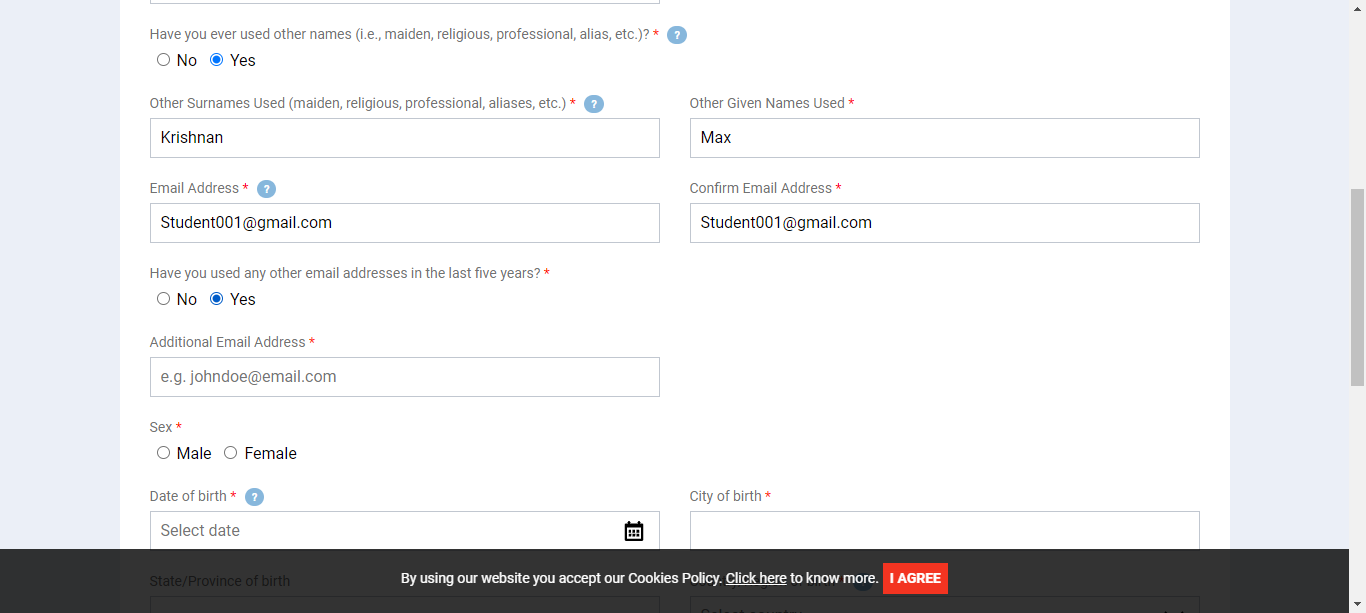 Have you ever used other names (i.e., maiden, religious, professional, alias, etc.)? * ?
No Yes
Other Surnames Used (maiden, religious, professional, aliases, etc.) * ? Other Given Names Used *
Krishnan Max
Email Address * ? Confirm Email Address *
Student001@gmail.com Student001@gmail.com
Have you used any other email addresses in the last five years? *
No Yes
Additional Email Address *
e.g. johndoe@email.com
Sex *
Male Female
Date of birth * ? City of birth *
Select date
State/Province of birth
By using our website you accept our Cookies Policy. Click here to know more. I AGREE
Select country